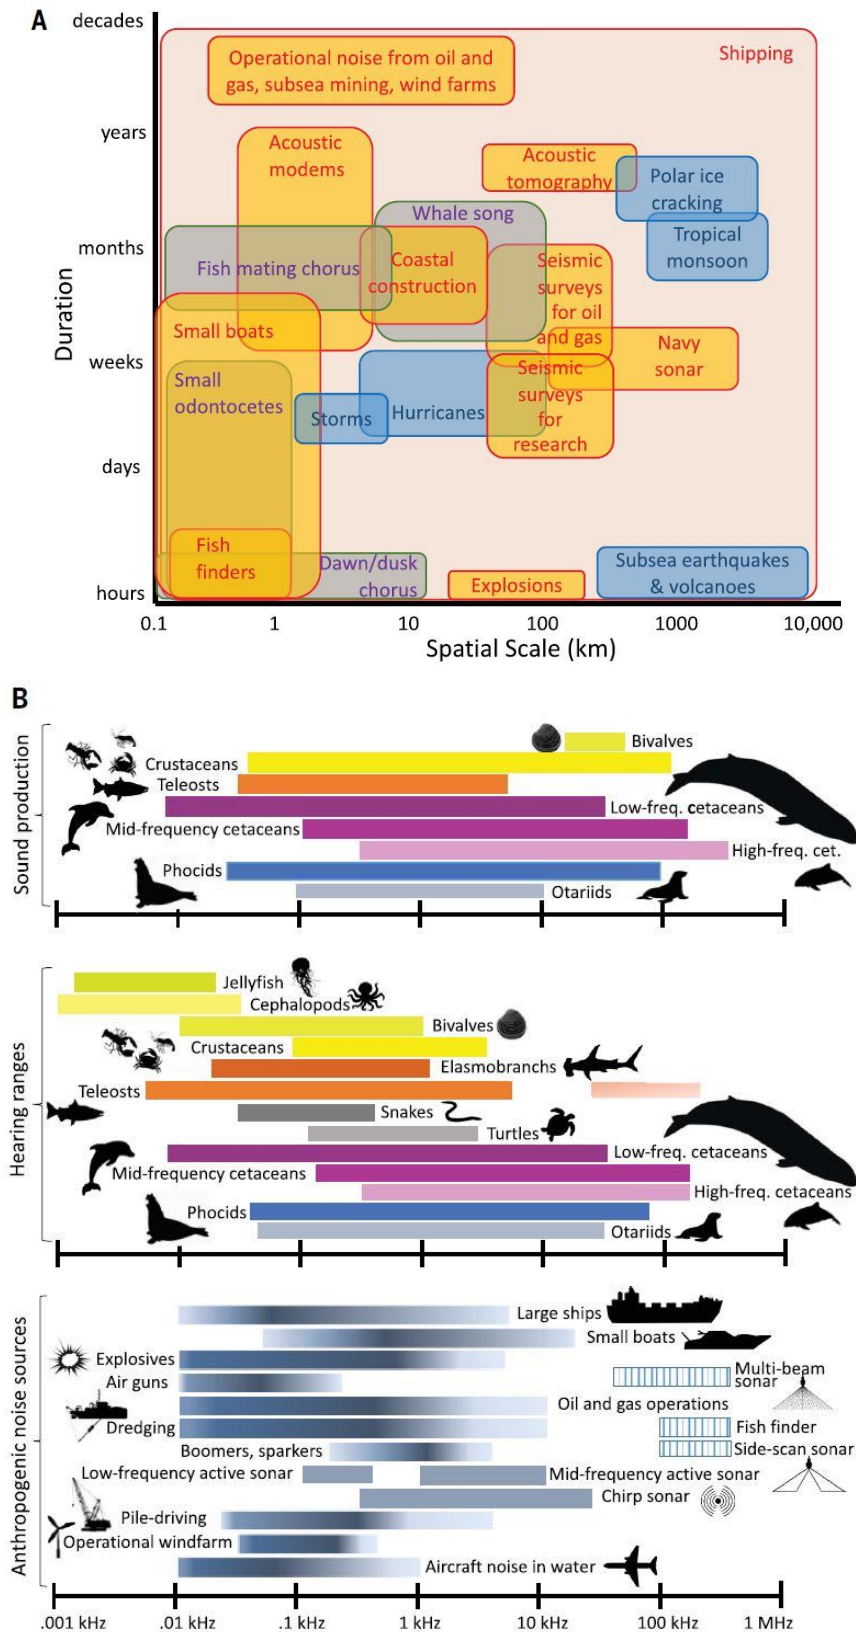 A
decades
years
months
weeks
days
hours
Duration
Shipping
Operational noise from oil and
gas, subsea mining, wind farms
Acoustic
modems
Acoustic
tomography
Polar ice
cracking
Whale song
Tropical
monsoon
Fish mating chorus
Coastal
construction
Seismic
surveys
for oil
and gas
Small boats
Navy
sonar
Small
odontocetes
Seismic
surveys
for
research
Storms
Hurricanes
Fish
finders
Dawn/dusk
chorus
Explosions
Subsea earthquakes
& volcanoes
0.1 1 10 100 1000 10,000
Spatial Scale (km)
B
Sound production
Bivalves
Crustaceans
Teleosts
Low-freq. cetaceans
Mid-frequency cetaceans
High-freq. cet.
Phocids
Otariids
Hearing ranges
Jellyfish
Cephalopods
Bivalves
Crustaceans
Elasmobranchs
Teleosts
Snakes
Turtles
Low-freq. cetaceans
Mid-frequency cetaceans
High-freq. cetaceans
Phocids
Otariids
Anthropogenic noise sources
Large ships
Small boats
Explosives
Multi-beam
sonar
Air guns
Oil and gas operations
Dredging
Fish finder
Boomers, sparkers
Side-scan sonar
Low-frequency active sonar
Mid-frequency active sonar
Chirp sonar
Pile-driving
Operational windfarm
Aircraft noise in water
.001 kHz .01 kHz .1 kHz 1 kHz 10 kHz 100 kHz 1 MHz